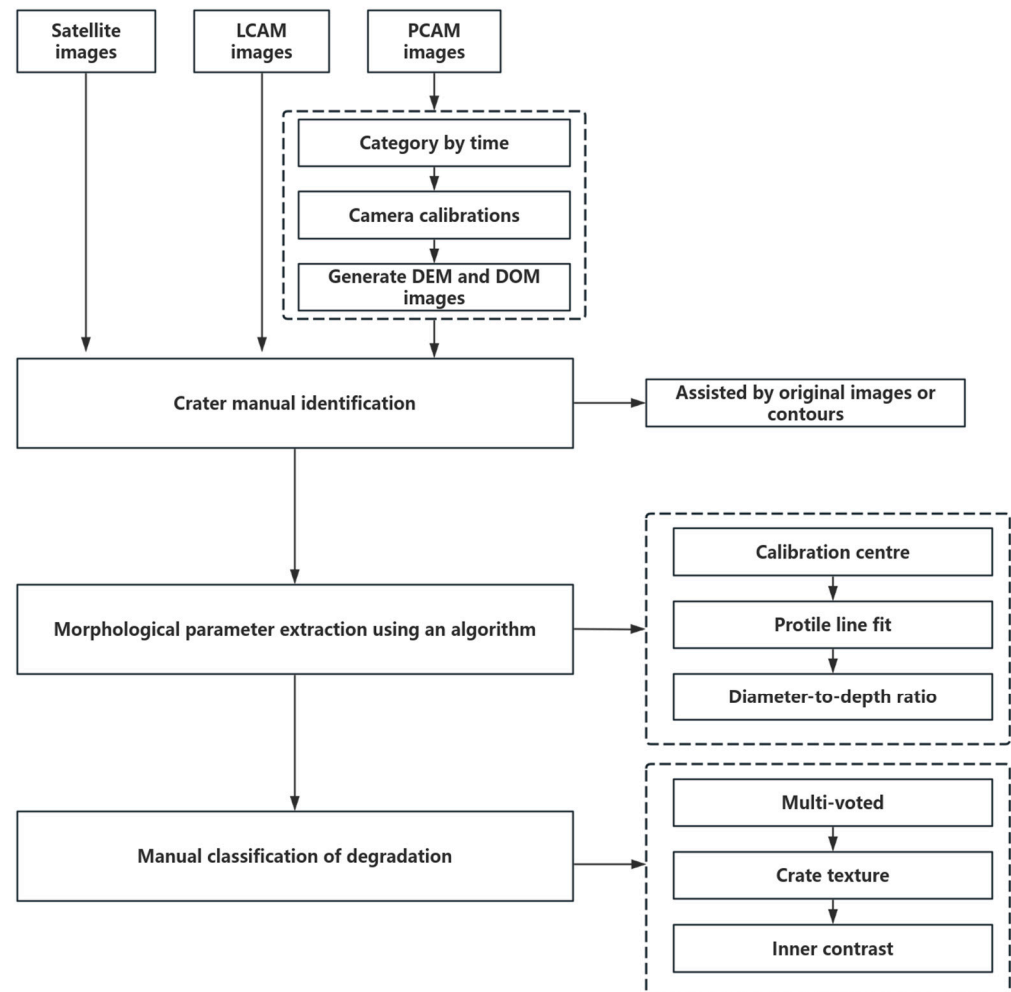 Satellite
images
LCAM
images
PCAM
images
Category by time
Camera calibrations
Generate DEM and DOM
images
Crater manual identification
Assisted by original images or
contours
Calibration centre
Morphological parameter extraction using an algorithm
Protile line fit
Diameter-to-depth ratio
Multi-voted
Manual classification of degradation
Crate texture
Inner contrast